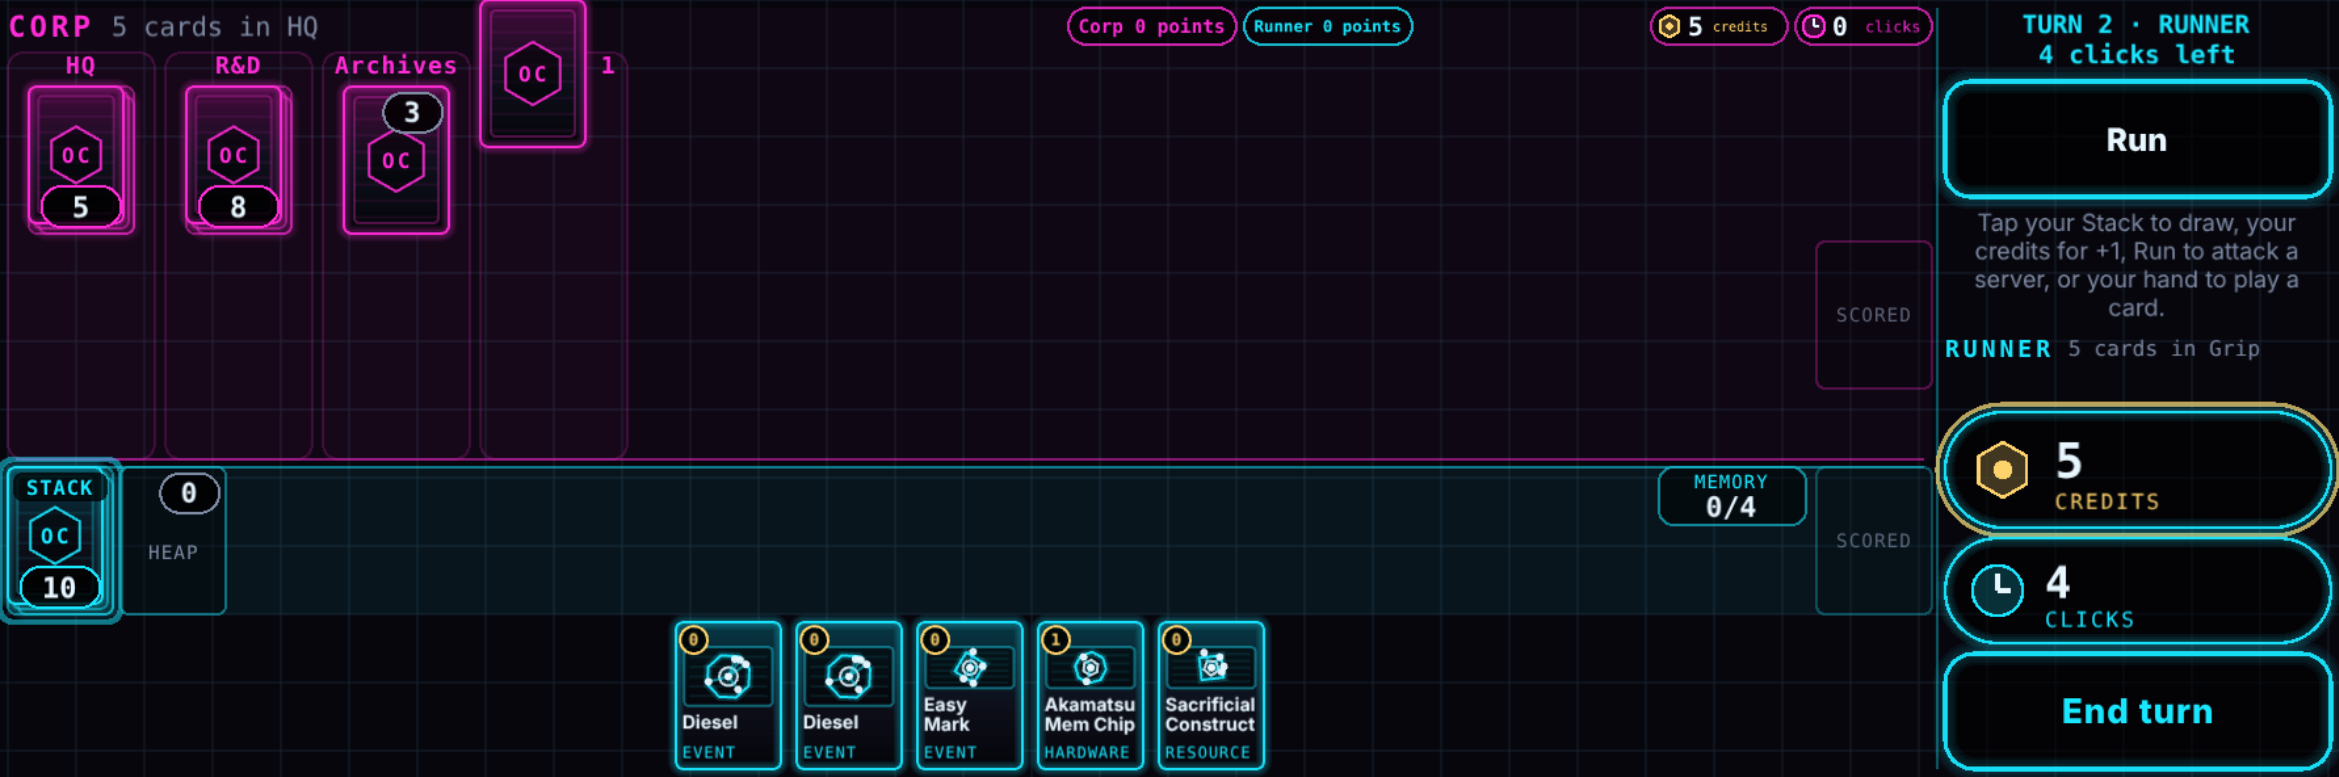 CORP 5 cards in HQ
Corp 0 points
Runner 0 points
5 credits
0 clicks
HQ
R&D
Archives
1
OC
OC
OC
OC
3
5
8
SCORED
STACK
OC
10
0
HEAP
MEMORY
0/4
SCORED
0
Diesel
EVENT
0
Diesel
EVENT
0
Easy
Mark
EVENT
1
Akamatsu
Mem Chip
HARDWARE
0
Sacrificial
Construct
RESOURCE
TURN 2 · RUNNER
4 clicks left
Run
Tap your Stack to draw, your
credits for +1, Run to attack a
server, or your hand to play a
card.
RUNNER 5 cards in Grip
5
CREDITS
4
CLICKS
End turn